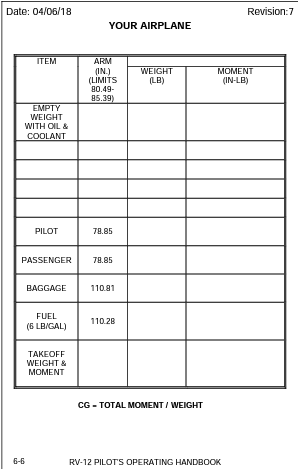 Date: 04/06/18 Revision:7
YOUR AIRPLANE
ITEM
ARM
(IN.)
(LIMITS
80.49-
85.39)
WEIGHT
(LB)
MOMENT
(IN-LB)
EMPTY
WEIGHT
WITH OIL &
COOLANT
PILOT 78.85
PASSENGER 78.85
BAGGAGE 110.81
FUEL
(6 LB/GAL)
110.28
TAKEOFF
WEIGHT &
MOMENT
CG = TOTAL MOMENT / WEIGHT
6-6 RV-12 PILOT'S OPERATING HANDBOOK